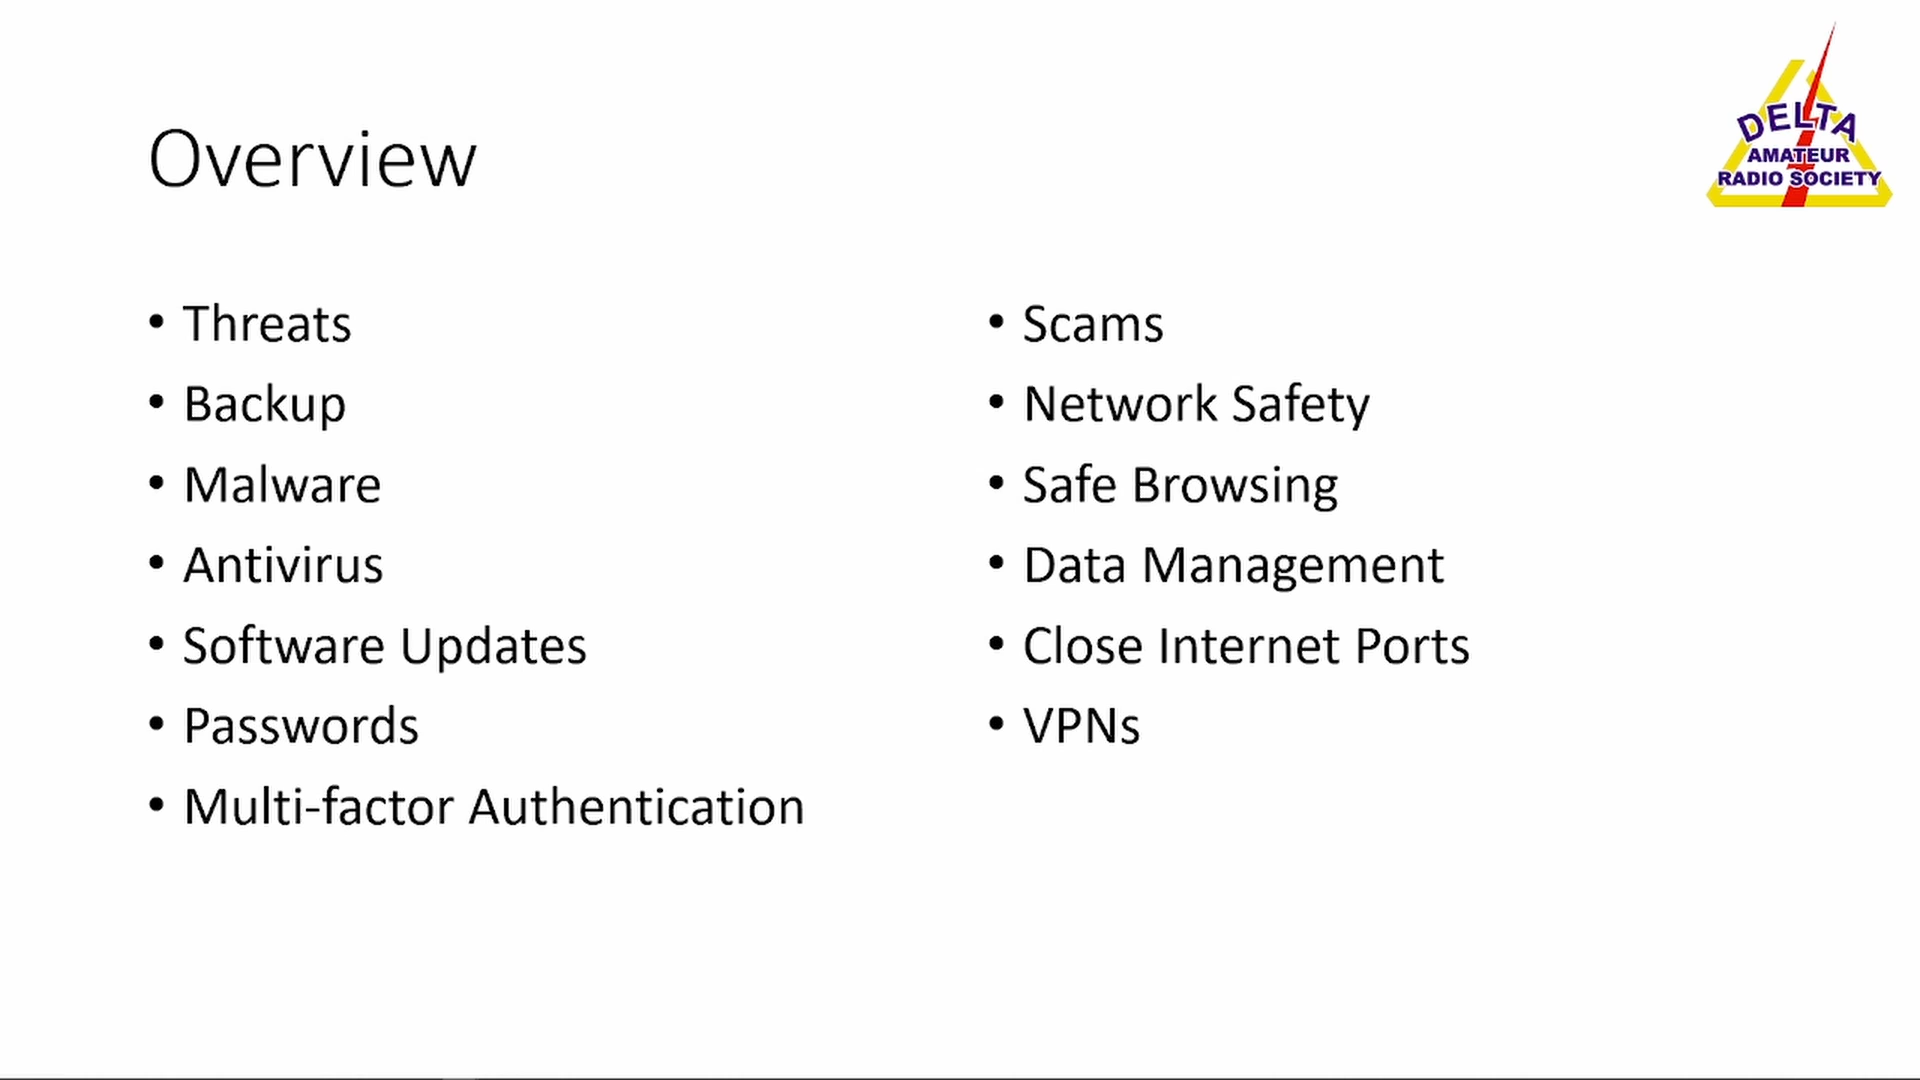 Overview
DELTA
AMATEUR
RADIO SOCIETY
• Threats
• Backup
• Malware
• Antivirus
• Software Updates
• Passwords
• Multi-factor Authentication
• Scams
• Network Safety
• Safe Browsing
• Data Management
• Close Internet Ports
• VPNs